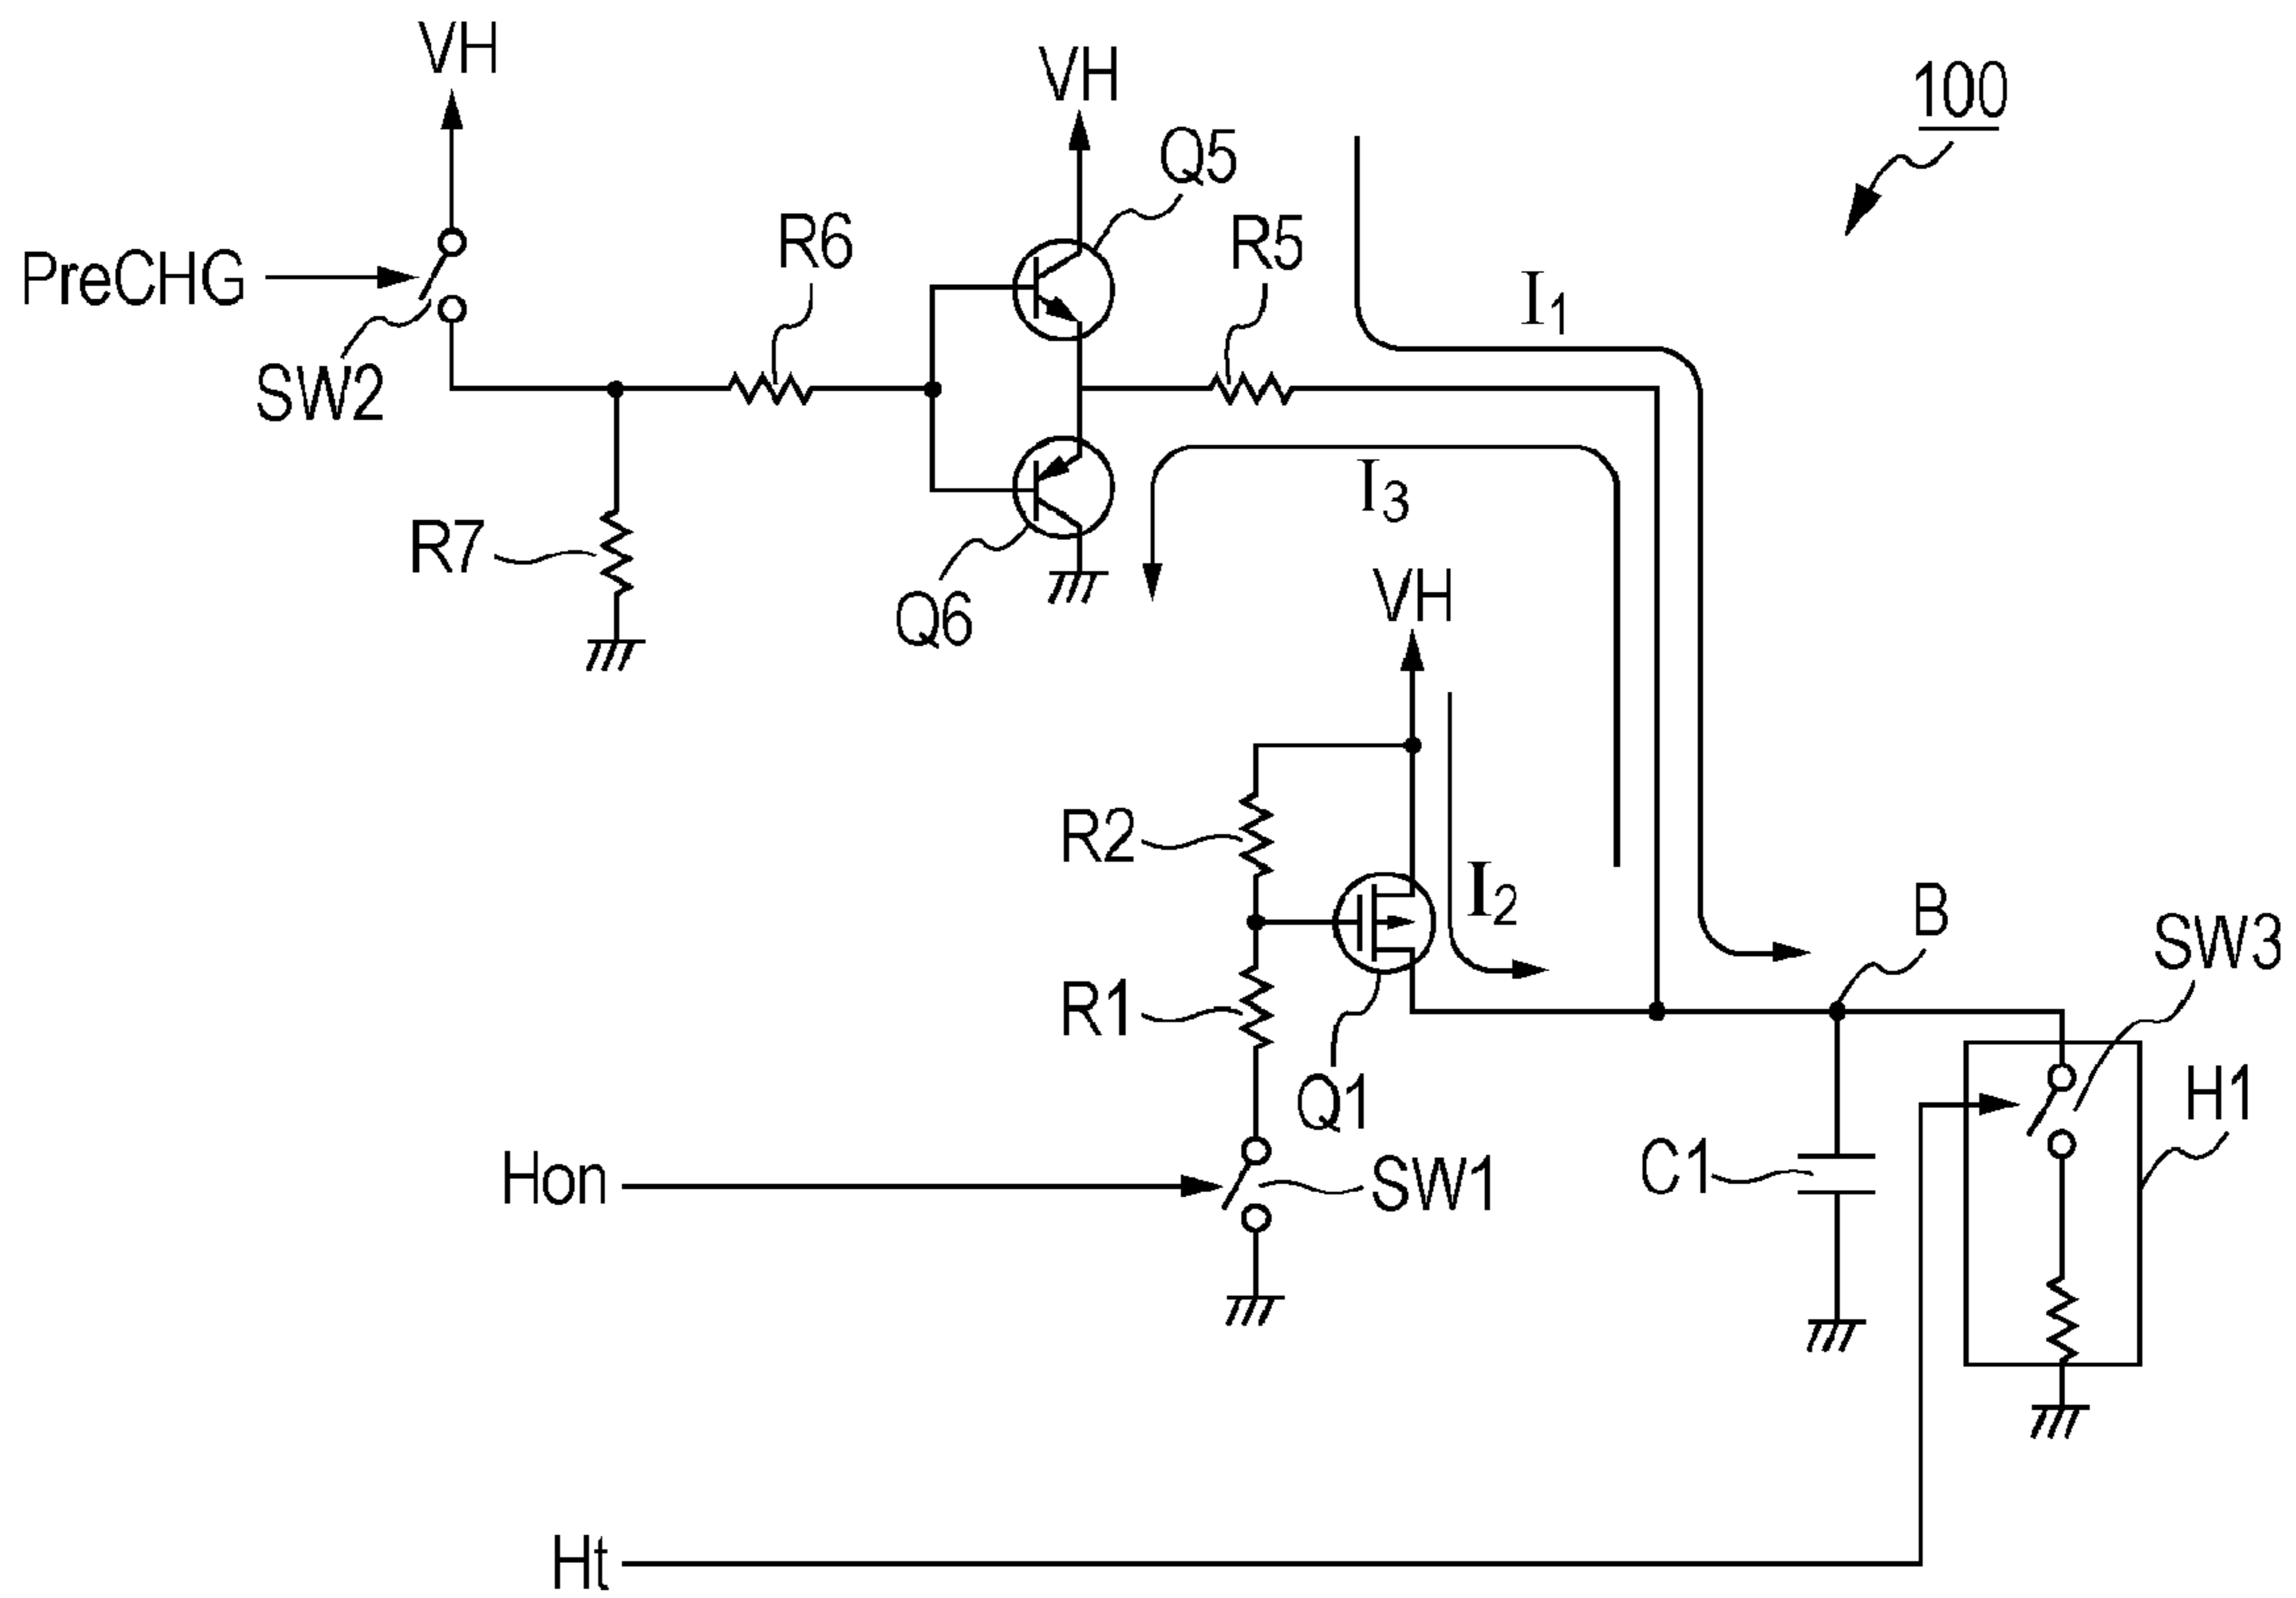 VH
VH
100
Q5
R6
R5
PreCHG
I1
SW2
I3
R7
Q6
VH
R2
I2
B
SW3
R1
Q1
H1
C1
Hon
SW1
Ht